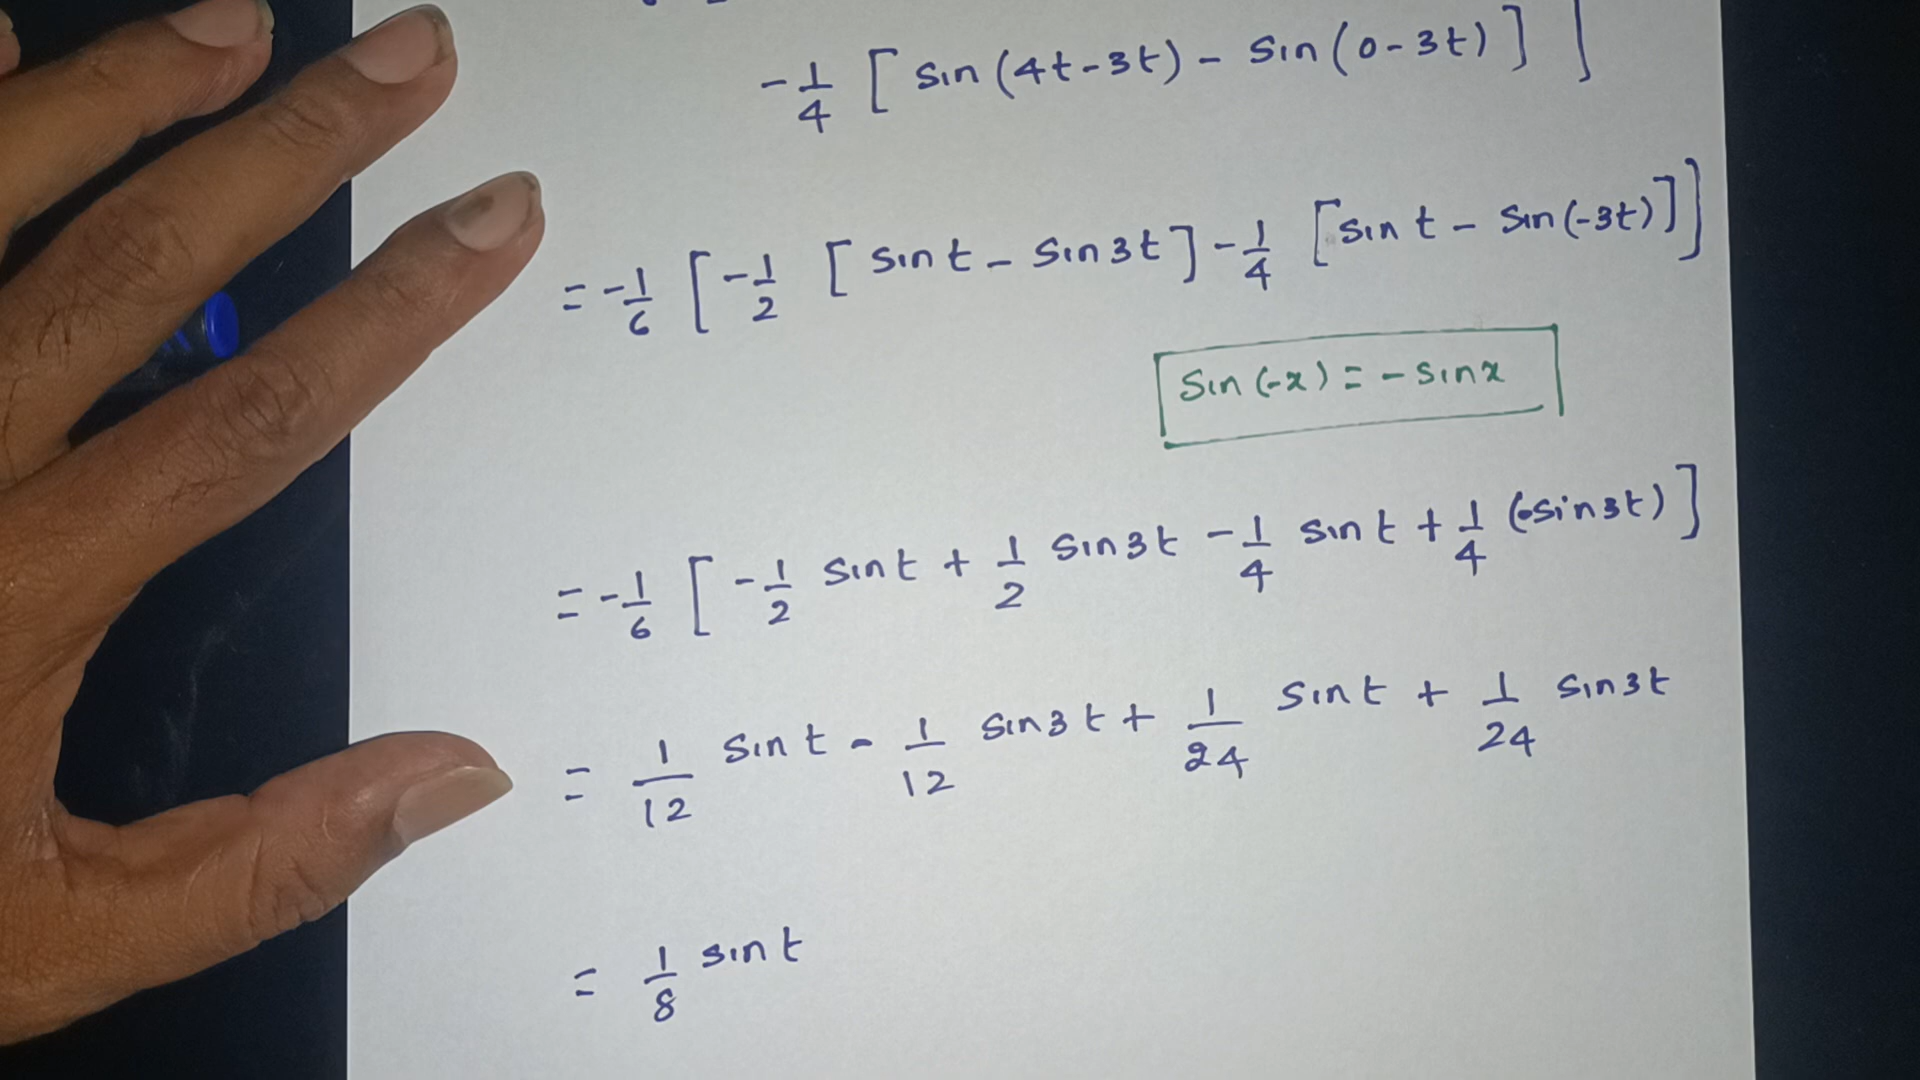 -1/4 [ sin (4t-3t) - sin (0-3t) ] ]
= -1/6 [ -1/2 [ sin t - sin 3t ] - 1/4 [ sin t - sin (-3t) ] ]
sin (-x) = - sin x
= -1/6 [ -1/2 sin t + 1/2 sin 3t - 1/4 sin t + 1/4 (-sin 3t) ]
= 1/12 sin t - 1/12 sin 3t + 1/24 sin t + 1/24 sin 3t
= 1/8 sin t